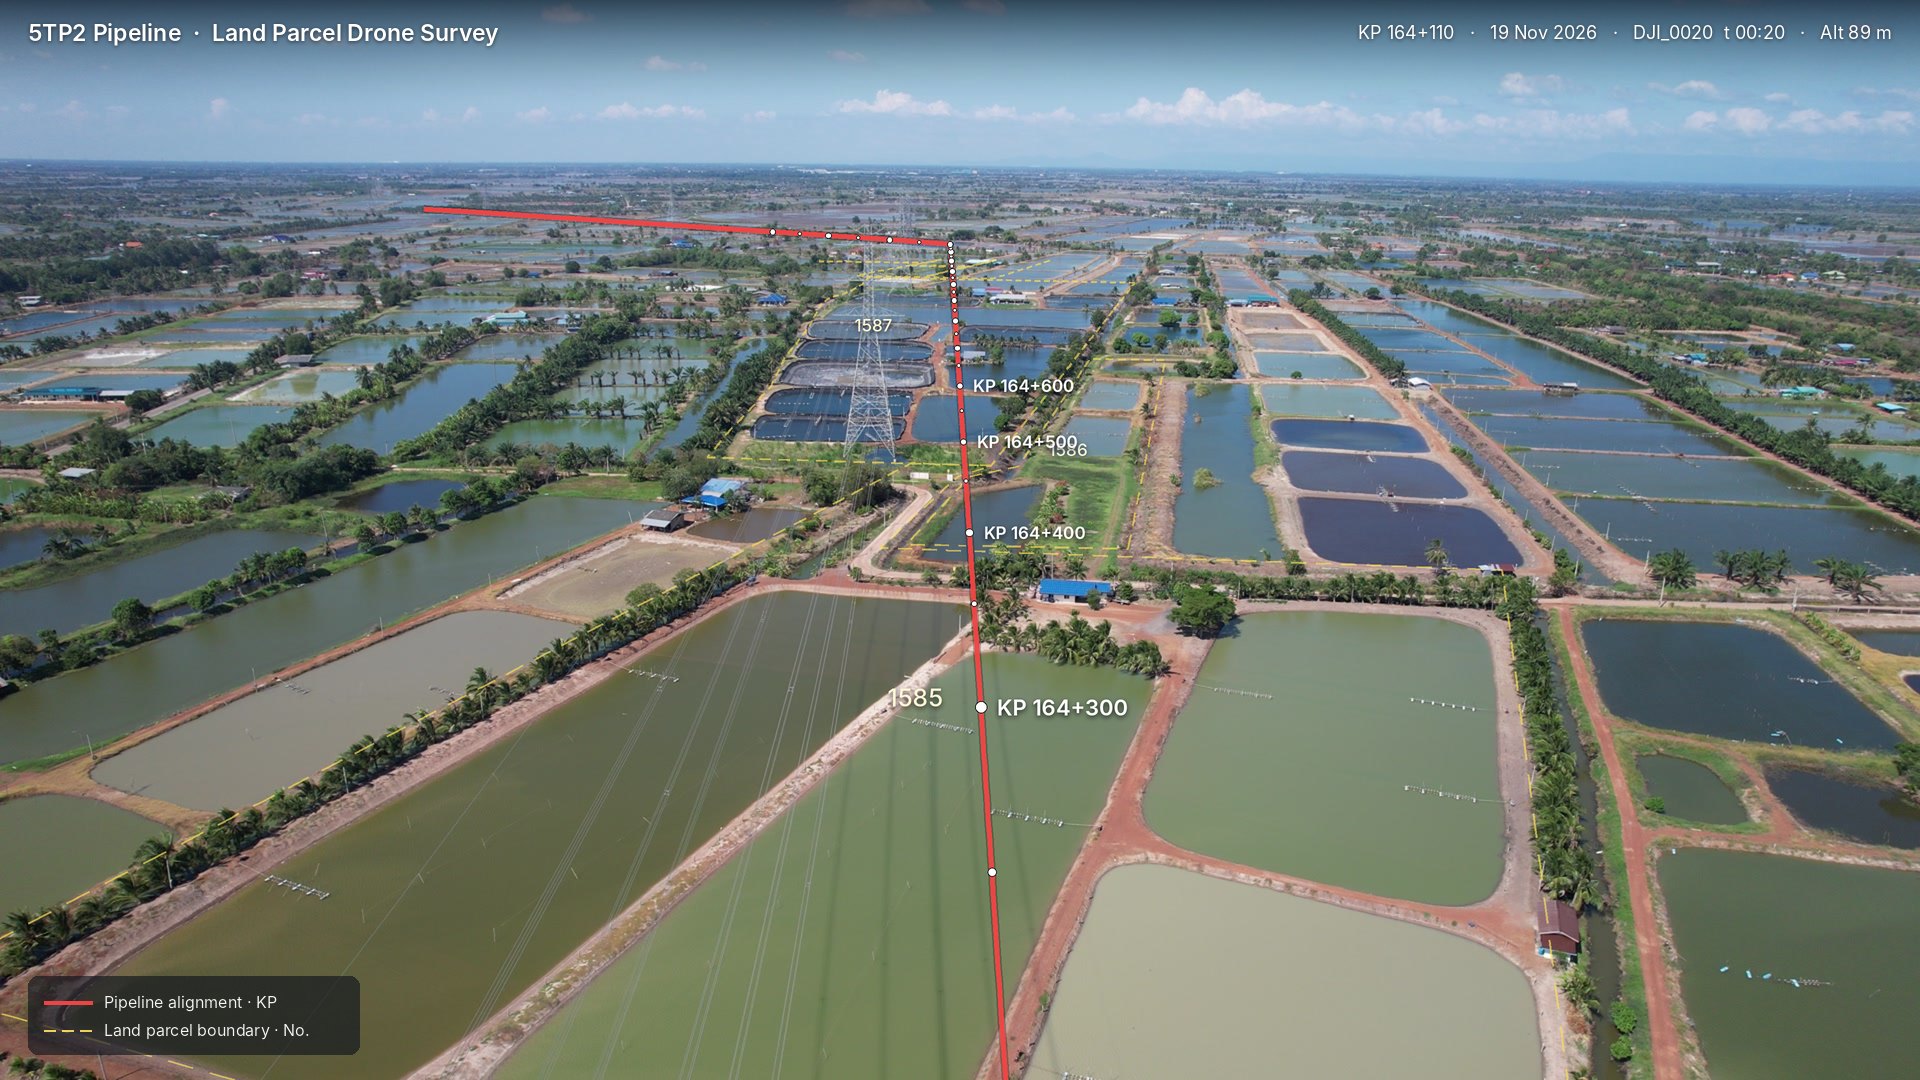 5TP2 Pipeline · Land Parcel Drone Survey
KP 164+110 · 19 Nov 2026 · DJI_0020 t 00:20 · Alt 89 m
1587
KP 164+600
KP 164+500
1586
KP 164+400
1585
KP 164+300
Pipeline alignment · KP
Land parcel boundary · No.